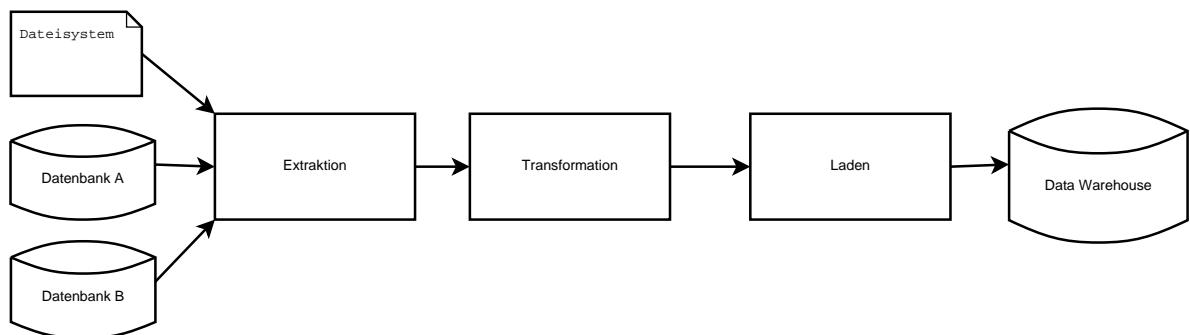 Dateisystem
Datenbank A
Datenbank B
Extraktion
Transformation
Laden
Data Warehouse